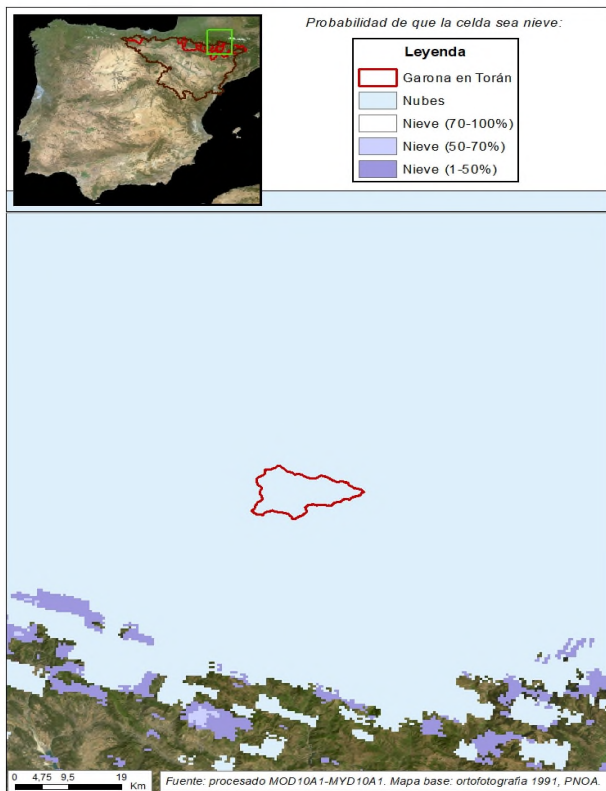 Probabilidad de que la celda sea nieve:
Leyenda
Garona en Torán
Nubes
Nieve (70-100%)
Nieve (50-70%)
Nieve (1-50%)
0 4,75 9,5 19
Km
Fuente: procesado MOD10A1-MYD10A1. Mapa base: ortofotografia 1991, PNOA.